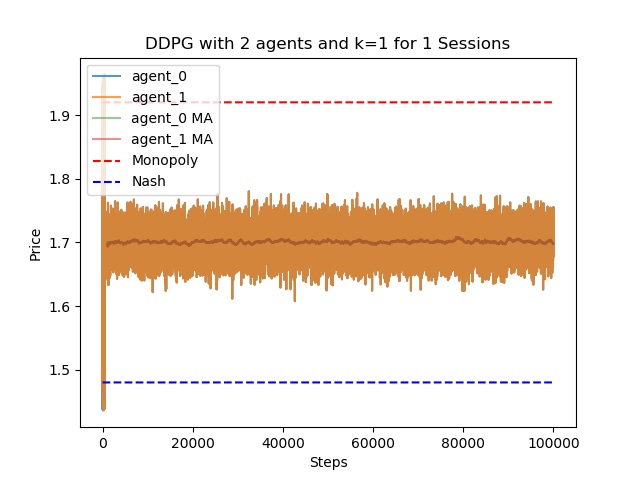 DDPG with 2 agents and k=1 for 1 Sessions
agent_0
agent_1
agent_0 MA
agent_1 MA
Monopoly
Nash
1.9
1.8
1.7
1.6
1.5
Price
0 20000 40000 60000 80000 100000
Steps